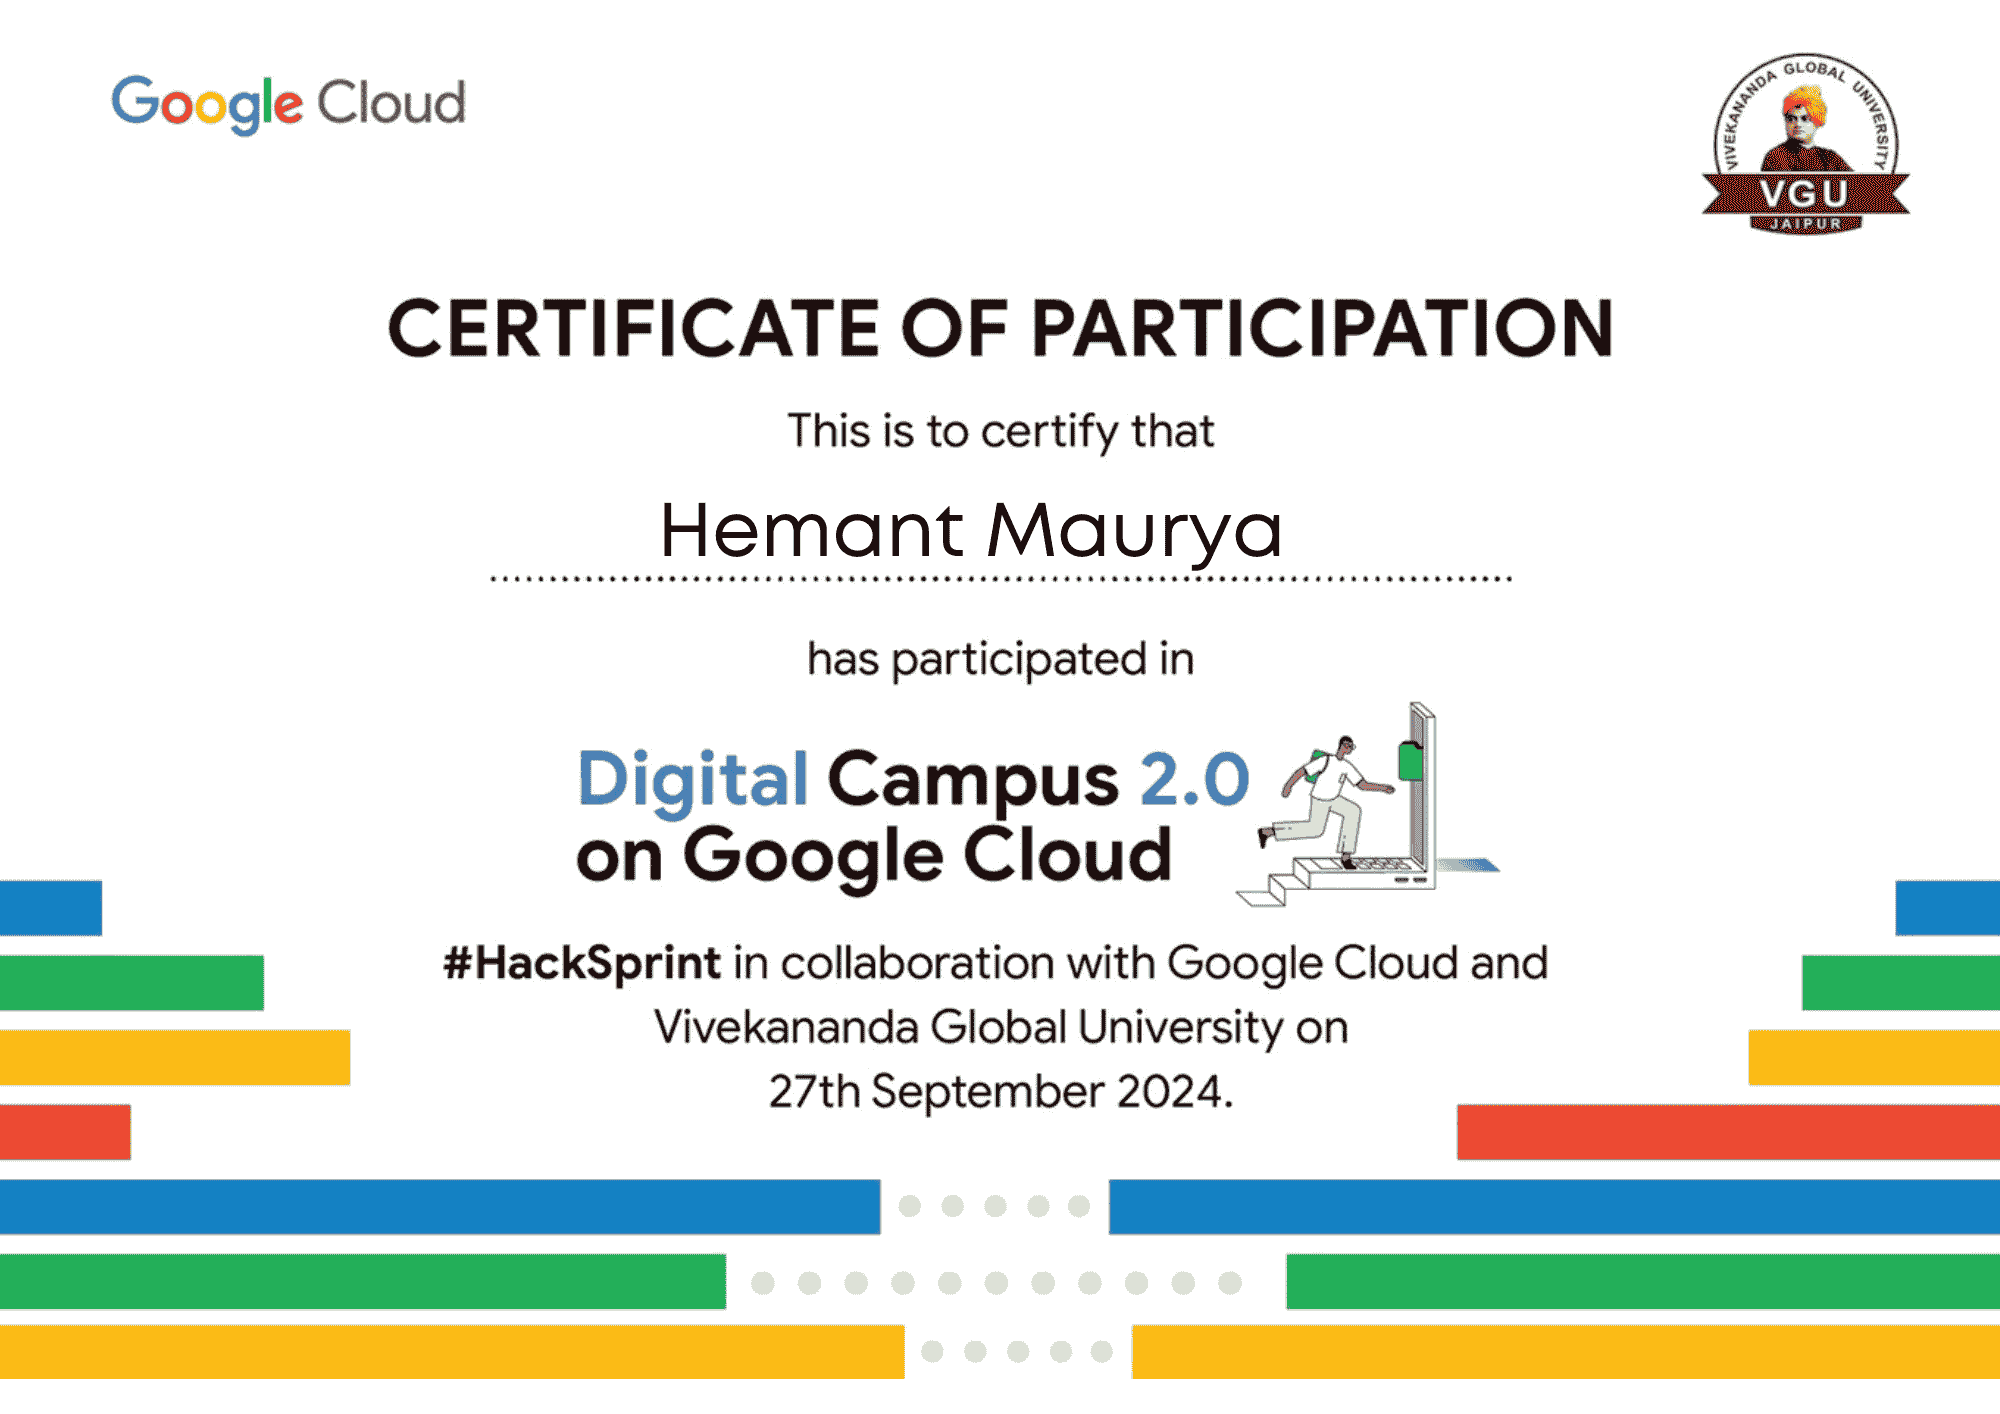 Google Cloud
VIVEKANANDA GLOBAL UNIVERSITY
VGU
JAIPUR
CERTIFICATE OF PARTICIPATION
This is to certify that
Hemant Maurya
has participated in
Digital Campus 2.0
on Google Cloud
#HackSprint in collaboration with Google Cloud and
Vivekananda Global University on
27th September 2024.